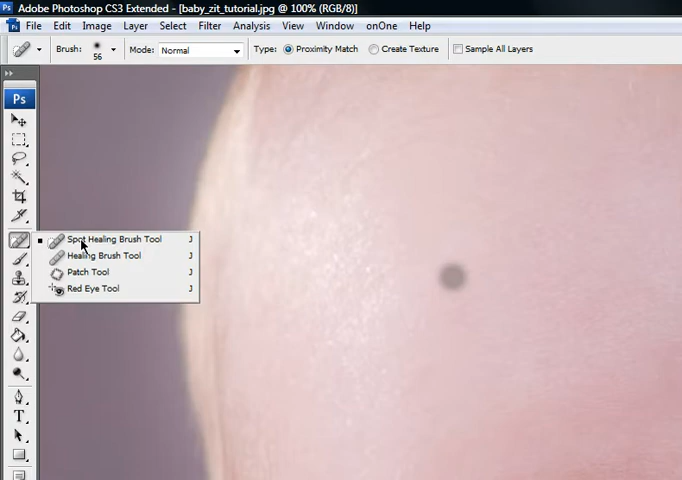 Ps Adobe Photoshop CS3 Extended - [baby_zit_tutorial.jpg @ 100% (RGB/8)]
Ps File Edit Image Layer Select Filter Analysis View Window onOne Help
Brush: 56 Mode: Normal Type: Proximity Match Create Texture Sample All Layers
Ps
Spot Healing Brush Tool J
Healing Brush Tool J
Patch Tool J
Red Eye Tool J
T